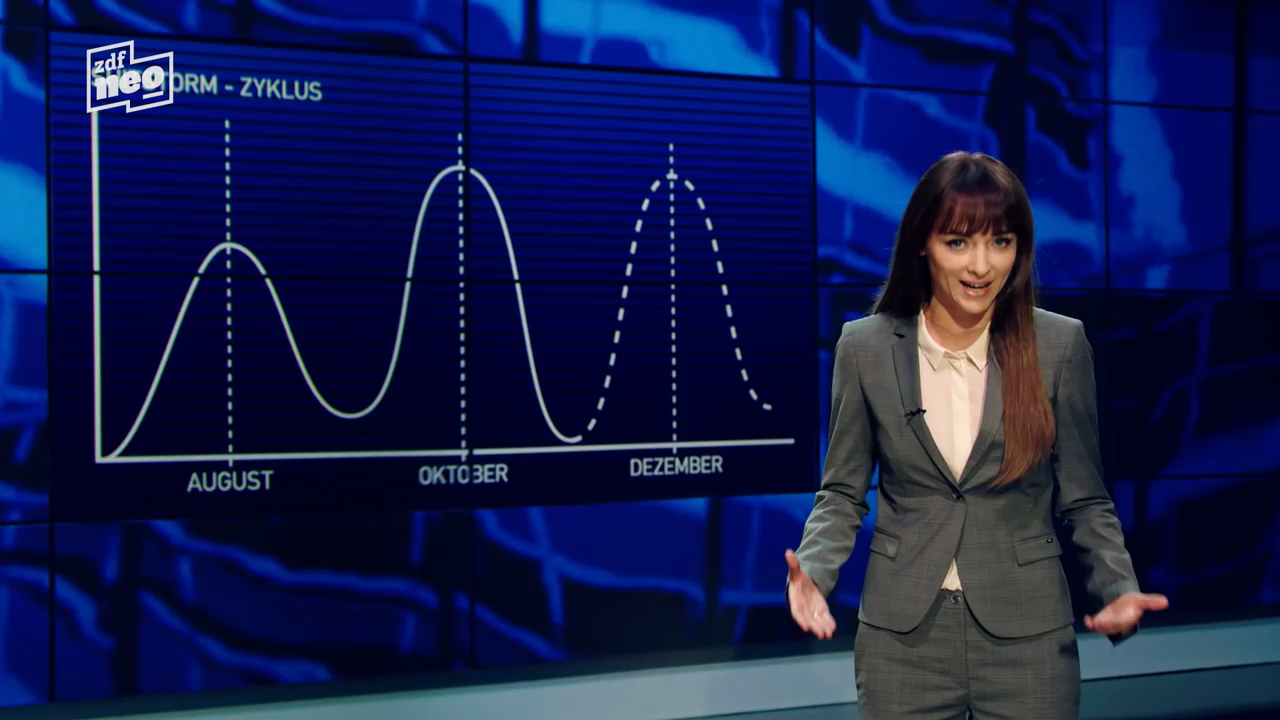 zdf
neo
ORM - ZYKLUS
AUGUST
OKTOBER
DEZEMBER